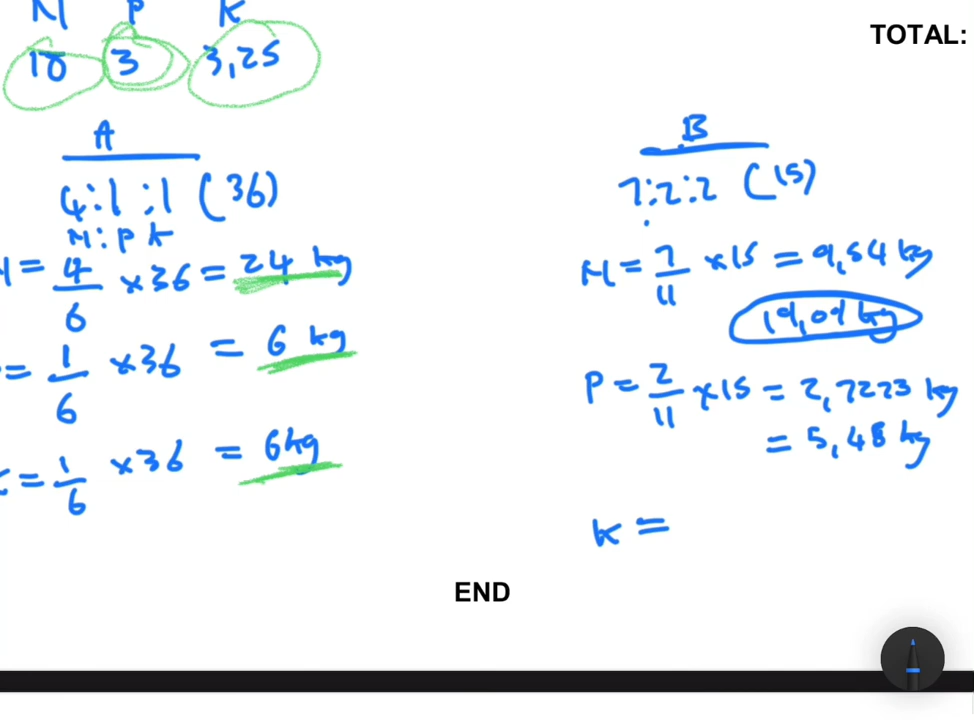 M P K
TOTAL:
18 3 3,25
A
4:1:1 (36)
M:P K
= 4/6 ×36 = 24 kg
= 1/6 ×36 = 6 kg
= 1/6 ×36 = 6kg
B
7:2:2 (15)
M = 7/11 ×15 = 9,54 kg
19,09 kg
P = 2/11 ×15 = 2,7273 kg
= 5,45 kg
K =
END